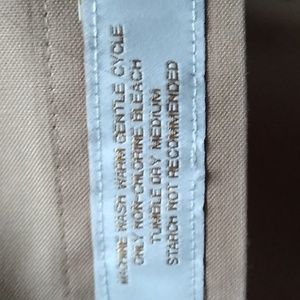 MACHINE WASH WARM GENTLE CYCLE
ONLY NON-CHLORINE BLEACH
TUMBLE DRY MEDIUM
STARCH NOT RECOMMENDED